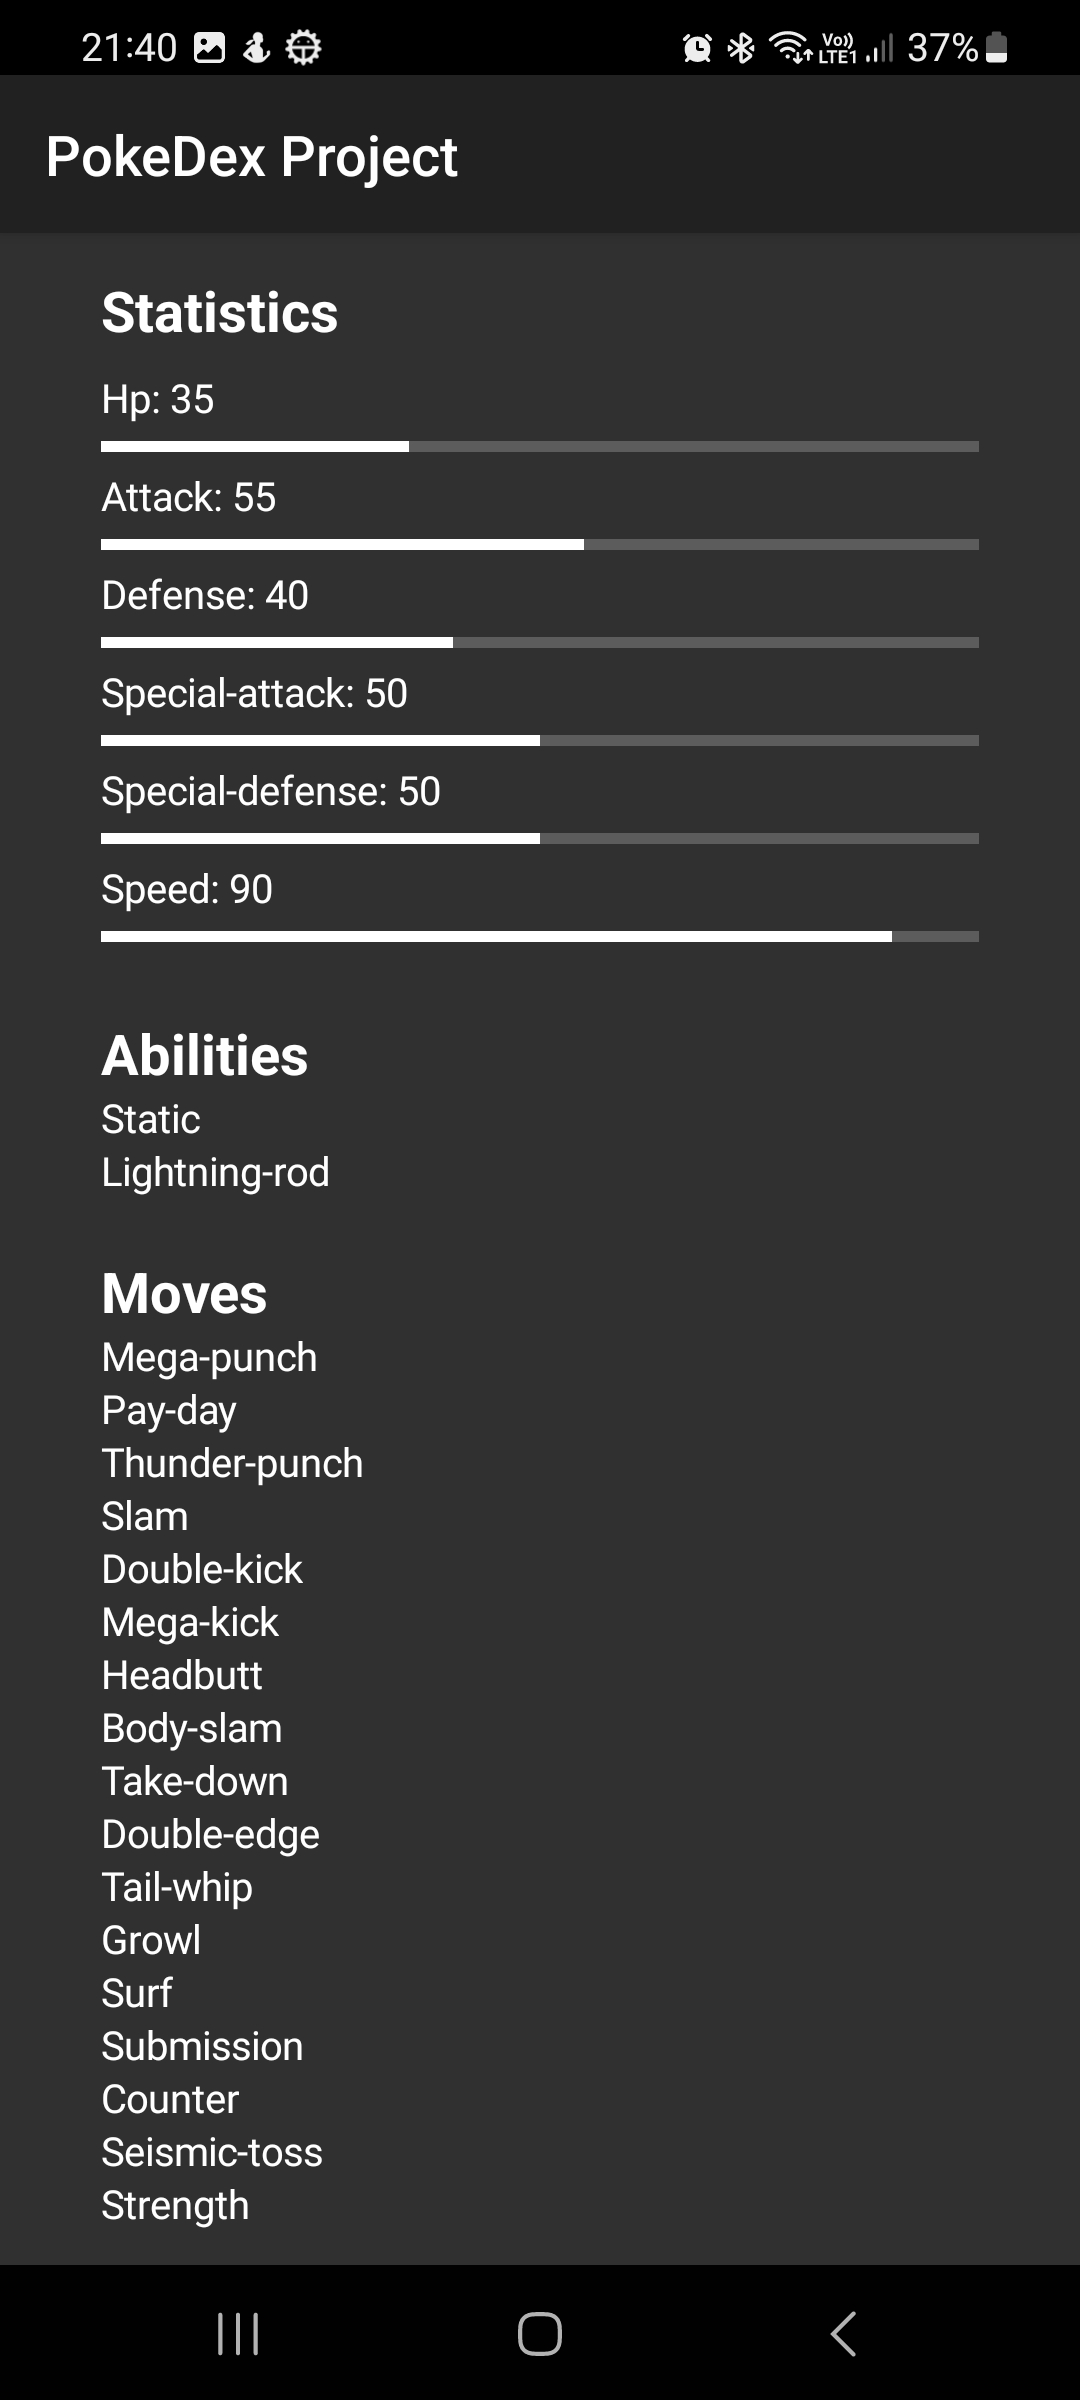 21:40
Vo)) LTE1 37%
PokeDex Project
Statistics
Hp: 35
Attack: 55
Defense: 40
Special-attack: 50
Special-defense: 50
Speed: 90
Abilities
Static
Lightning-rod
Moves
Mega-punch
Pay-day
Thunder-punch
Slam
Double-kick
Mega-kick
Headbutt
Body-slam
Take-down
Double-edge
Tail-whip
Growl
Surf
Submission
Counter
Seismic-toss
Strength